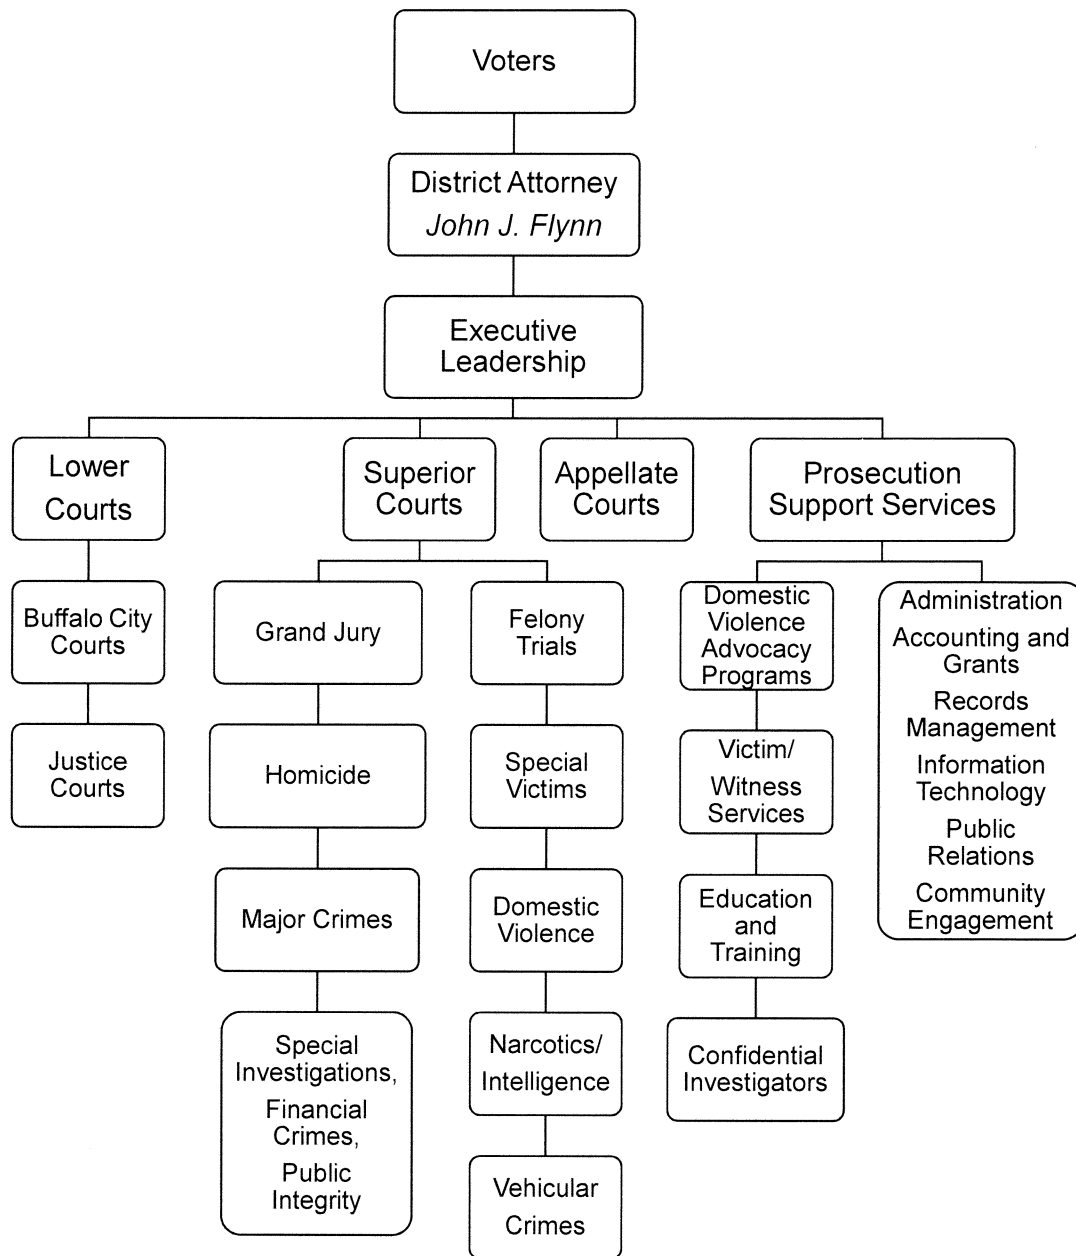 Voters
District Attorney
John J. Flynn
Executive
Leadership
Lower
Courts
Superior
Courts
Appellate
Courts
Prosecution
Support Services
Buffalo City
Courts
Justice
Courts
Grand Jury
Homicide
Major Crimes
Special
Investigations,
Financial
Crimes,
Public
Integrity
Felony
Trials
Special
Victims
Domestic
Violence
Narcotics/
Intelligence
Vehicular
Crimes
Domestic
Violence
Advocacy
Programs
Victim/
Witness
Services
Education
and
Training
Confidential
Investigators
Administration
Accounting and
Grants
Records
Management
Information
Technology
Public
Relations
Community
Engagement